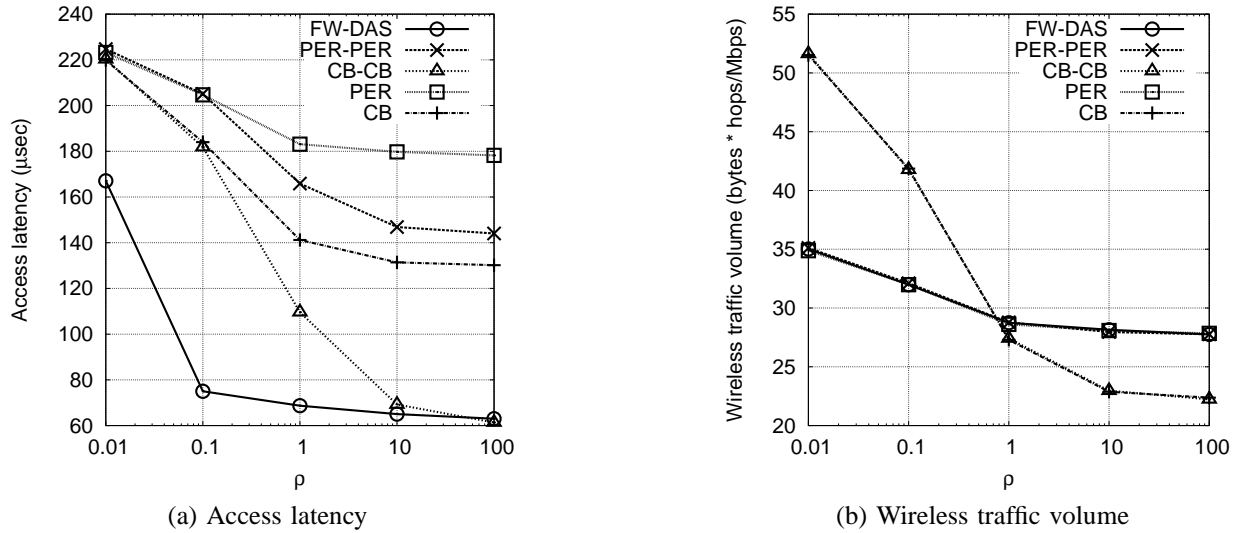 Access latency (μsec)
240
220
200
180
160
140
120
100
80
60
0.01
0.1
1
10
100
ρ
FW-DAS
PER-PER
CB-CB
PER
CB
(a) Access latency
Wireless traffic volume (bytes * hops/Mbps)
55
50
45
40
35
30
25
20
0.01
0.1
1
10
100
ρ
FW-DAS
PER-PER
CB-CB
PER
CB
(b) Wireless traffic volume